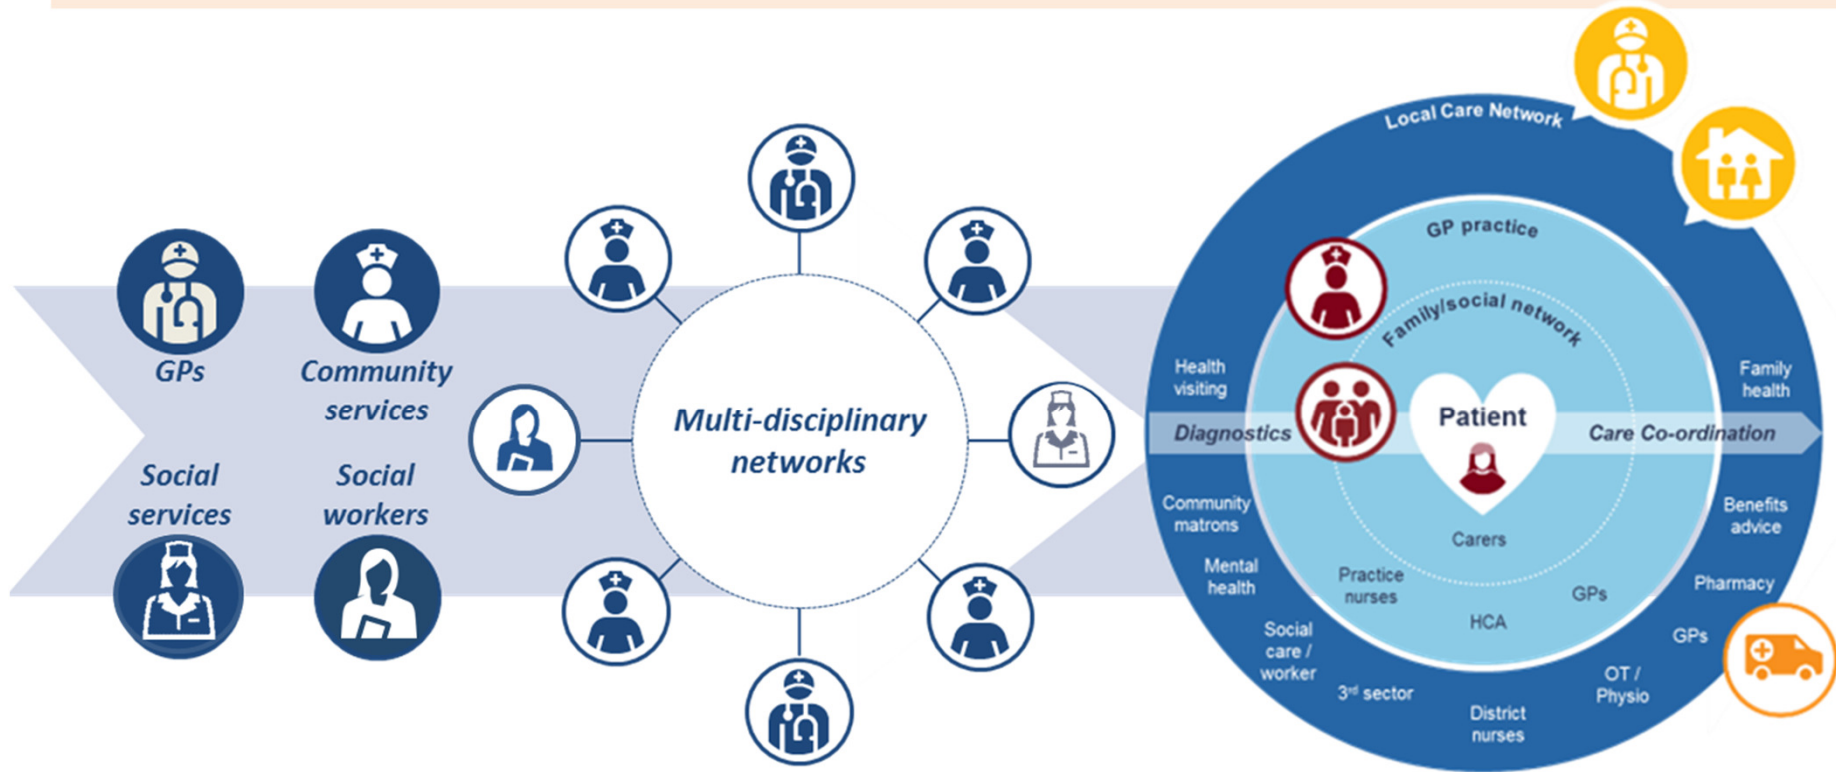 GPs
Community
services
Social
services
Social
workers
Multi-disciplinary
networks
Local Care Network
GP practice
Family/social network
Health
visiting
Family
health
Diagnostics
Patient
Care Co-ordination
Community
matrons
Benefits
advice
Carers
Mental
health
Practice
nurses
GPs
Pharmacy
HCA
Social
care /
worker
GPs
3rd sector
OT /
Physio
District
nurses